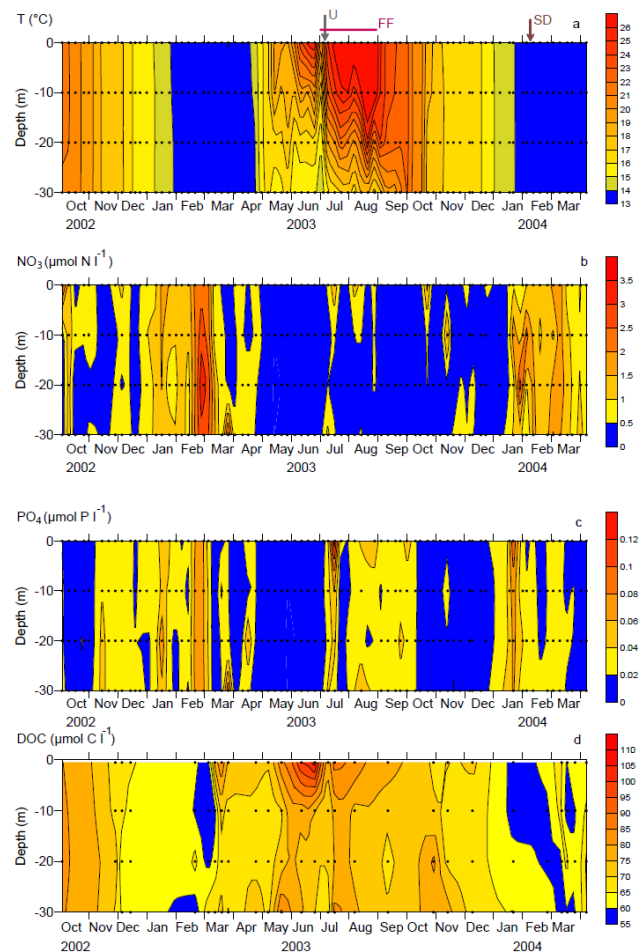 U
FF
SD
T (°C)
a
Depth (m)
0
-10
-20
-30
Oct Nov Dec Jan Feb Mar Apr May Jun Jul Aug Sep Oct Nov Dec Jan Feb Mar
2002 2003 2004
26
25
24
23
22
21
20
19
18
17
16
15
14
13
NO3 (µmol N l-1)
b
Depth (m)
0
-10
-20
-30
Oct Nov Dec Jan Feb Mar Apr May Jun Jul Aug Sep Oct Nov Dec Jan Feb Mar
2002 2003 2004
3.5
3
2.5
2
1.5
1
0.5
0
PO4 (µmol P l-1)
c
Depth (m)
0
-10
-20
-30
Oct Nov Dec Jan Feb Mar Apr May Jun Jul Aug Sep Oct Nov Dec Jan Feb Mar
2002 2003 2004
0.12
0.1
0.08
0.06
0.04
0.02
0
DOC (µmol C l-1)
d
Depth (m)
0
-10
-20
-30
Oct Nov Dec Jan Feb Mar Apr May Jun Jul Aug Sep Oct Nov Dec Jan Feb Mar
2002 2003 2004
110
105
100
95
90
85
80
75
70
65
60
55